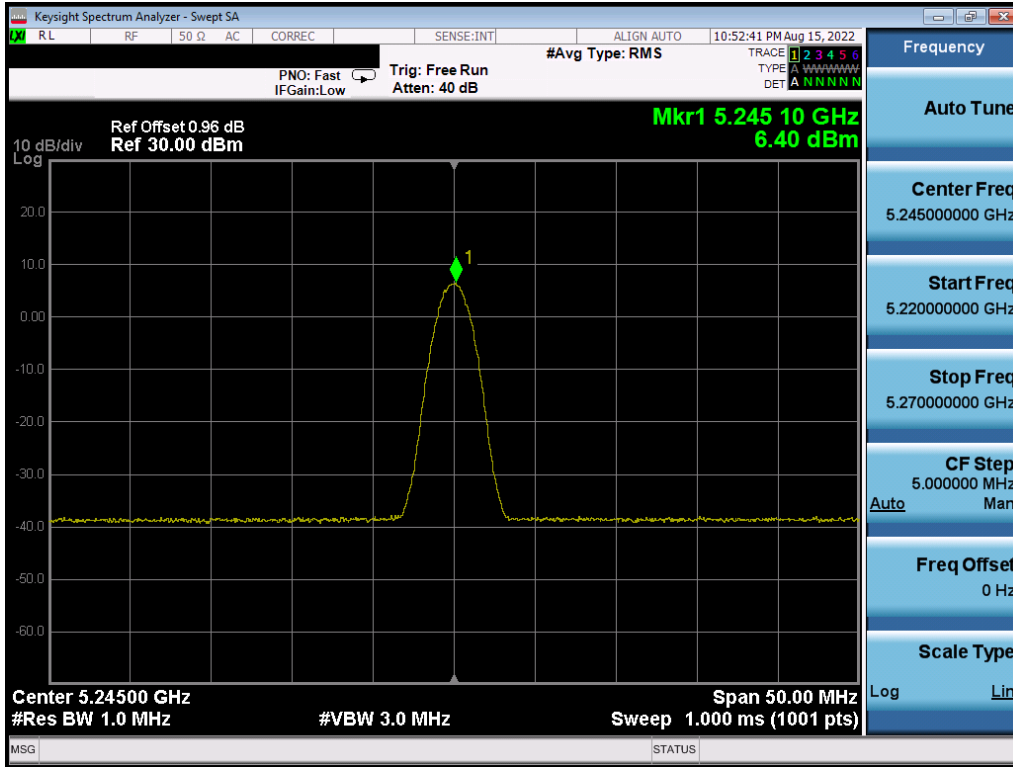 Keysight Spectrum Analyzer - Swept SA
LXI RL RF 50 Ω AC CORREC SENSE:INT ALIGN AUTO 10:52:41 PM Aug 15, 2022
Frequency
#Avg Type: RMS
TRACE 1 2 3 4 5 6
PNO: Fast
Trig: Free Run
TYPE A WWWWW
IFGain:Low
Atten: 40 dB
DET A N N N N N
Auto Tune
Mkr1 5.245 10 GHz
6.40 dBm
Ref Offset 0.96 dB
10 dB/div Ref 30.00 dBm
Log
1
20.0
10.0
0.00
-10.0
-20.0
-30.0
-40.0
-50.0
-60.0
Center Freq
5.245000000 GHz
Start Freq
5.220000000 GHz
Stop Freq
5.270000000 GHz
CF Step
5.000000 MHz
Auto Man
Freq Offset
0 Hz
Scale Type
Log Lin
Center 5.24500 GHz Span 50.00 MHz
#Res BW 1.0 MHz #VBW 3.0 MHz Sweep 1.000 ms (1001 pts)
MSG STATUS